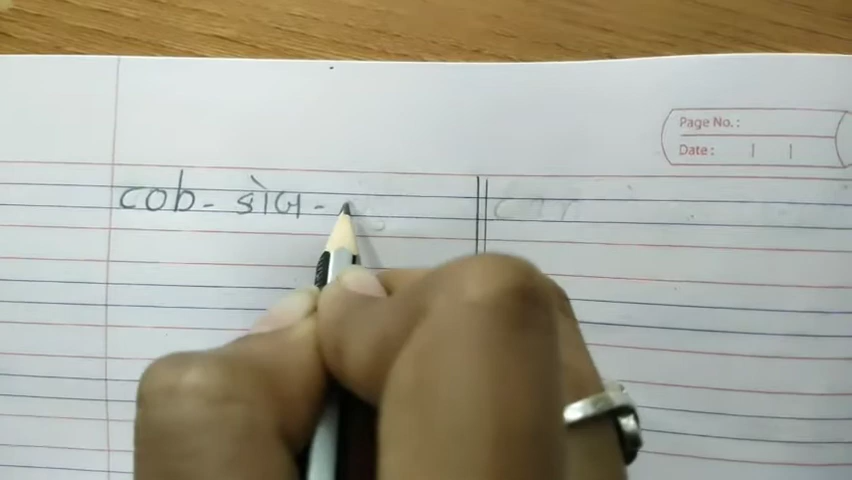 Page No.:
Date:
cob - કોબ -